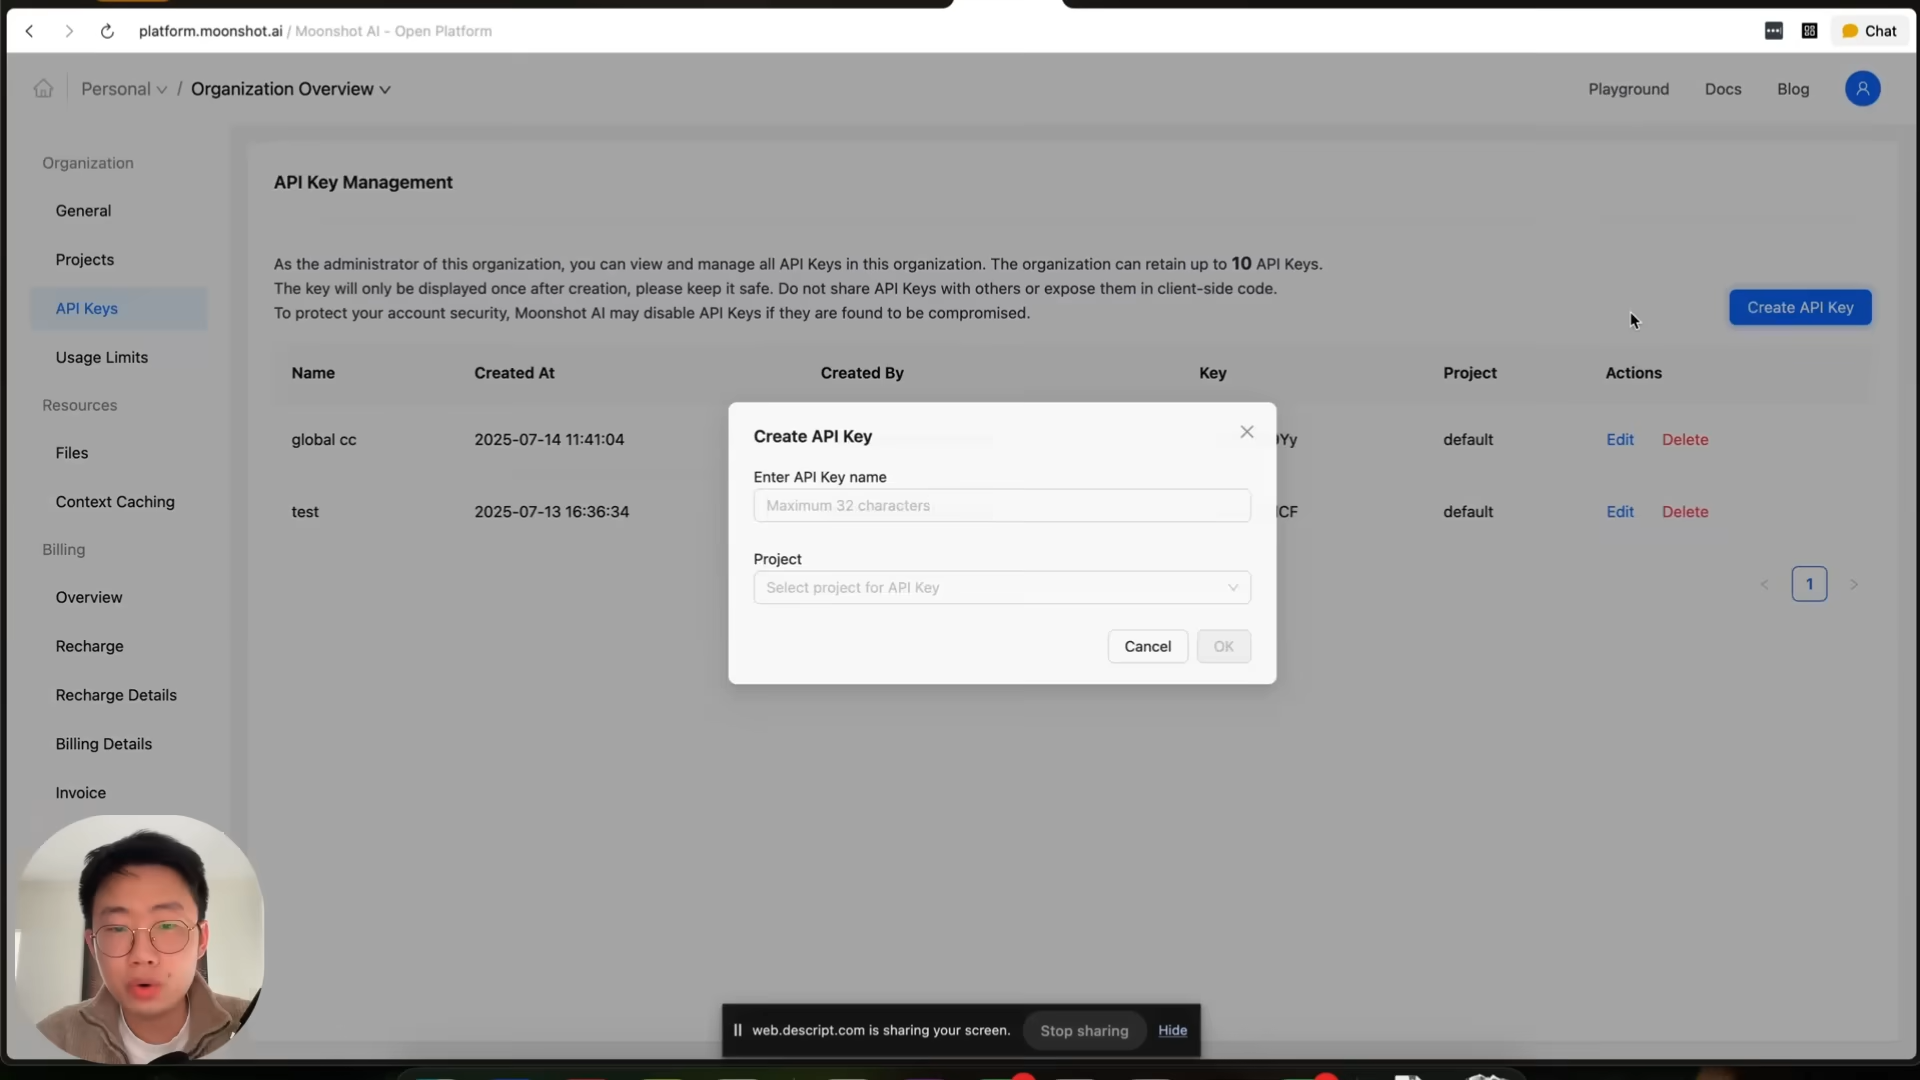 platform.moonshot.ai / Moonshot AI - Open Platform
Chat
Personal / Organization Overview
Playground
Docs
Blog
Organization
General
Projects
API Keys
Usage Limits
Resources
Files
Context Caching
Billing
Overview
Recharge
Recharge Details
Billing Details
Invoice
API Key Management
As the administrator of this organization, you can view and manage all API Keys in this organization. The organization can retain up to 10 API Keys.
The key will only be displayed once after creation, please keep it safe. Do not share API Keys with others or expose them in client-side code.
To protect your account security, Moonshot AI may disable API Keys if they are found to be compromised.
Create API Key
Name Created At Created By Key Project Actions
global cc 2025-07-14 11:41:04 default Edit Delete
test 2025-07-13 16:36:34 CF default Edit Delete
1
Create API Key
Enter API Key name
Maximum 32 characters
Project
Select project for API Key
Cancel OK
web.descript.com is sharing your screen. Stop sharing Hide